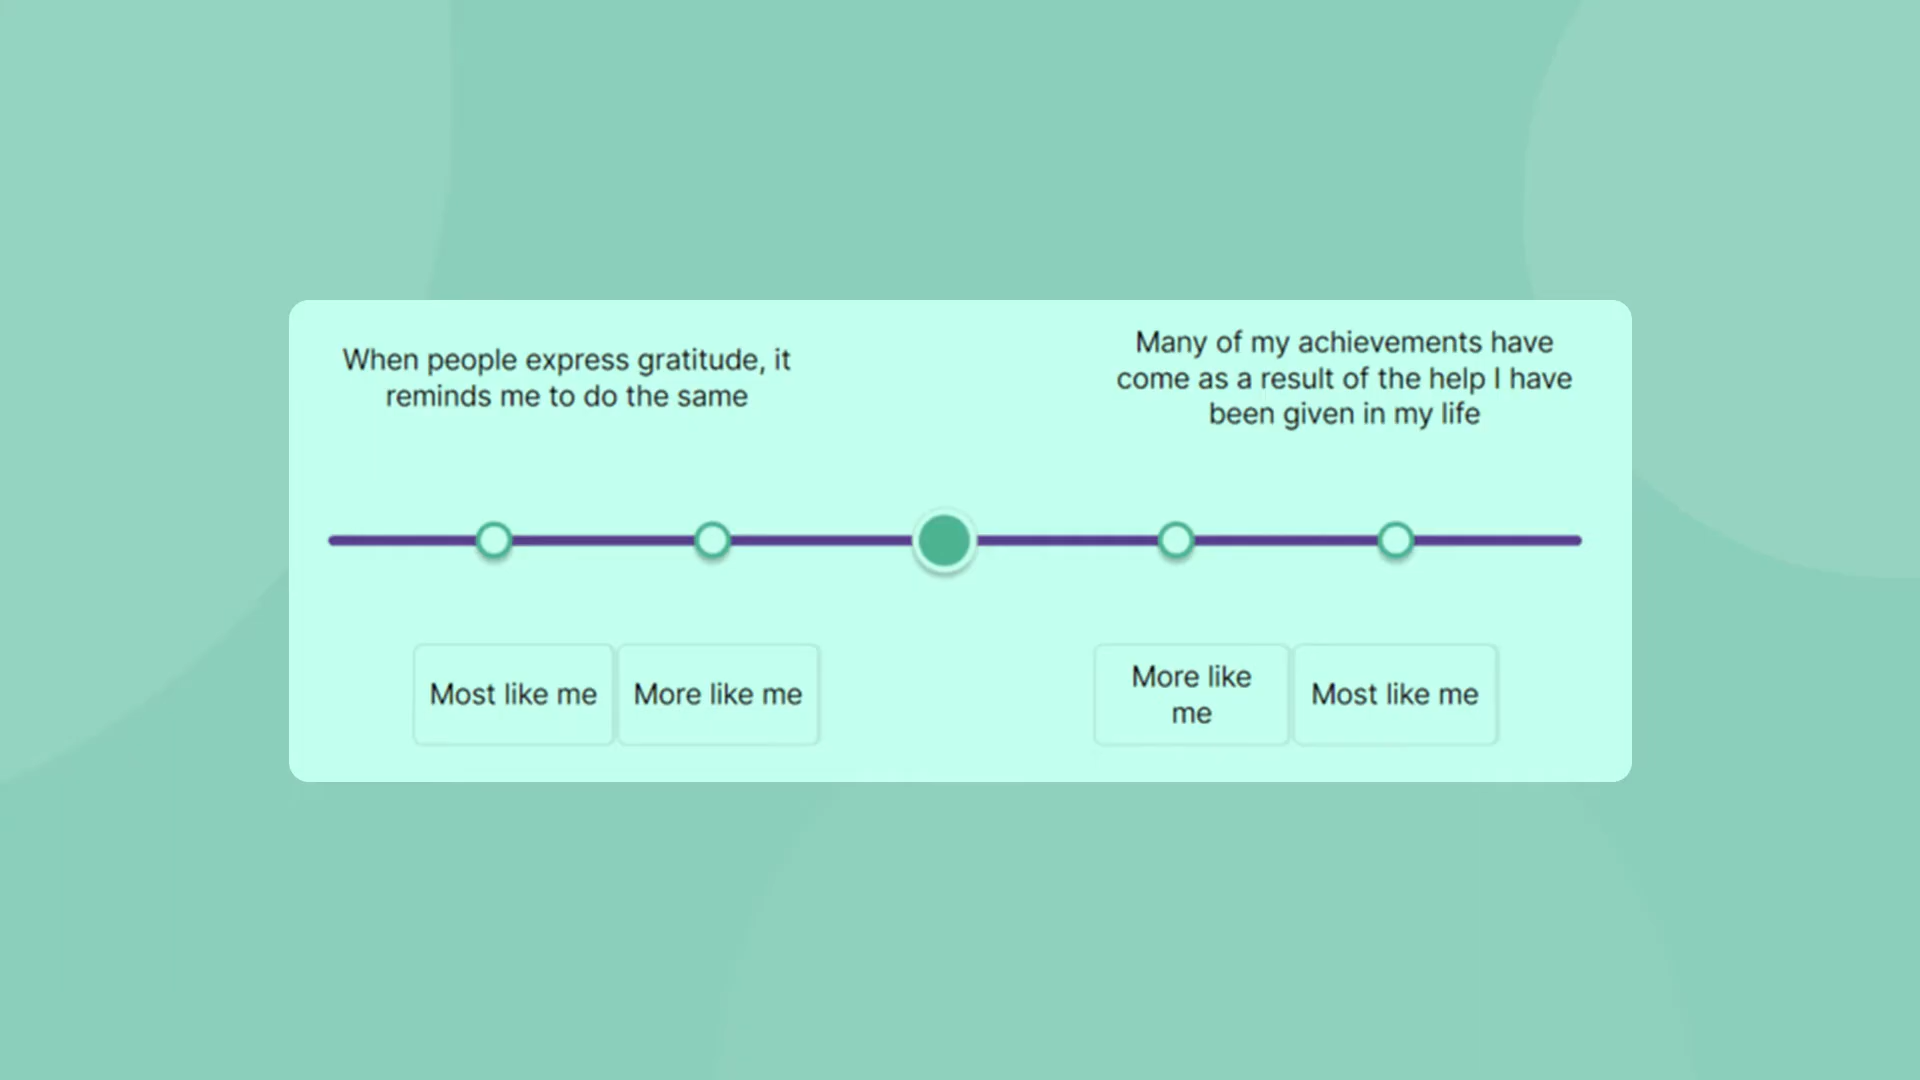 When people express gratitude, it
reminds me to do the same
Many of my achievements have
come as a result of the help I have
been given in my life
Most like me
More like me
More like
me
Most like me